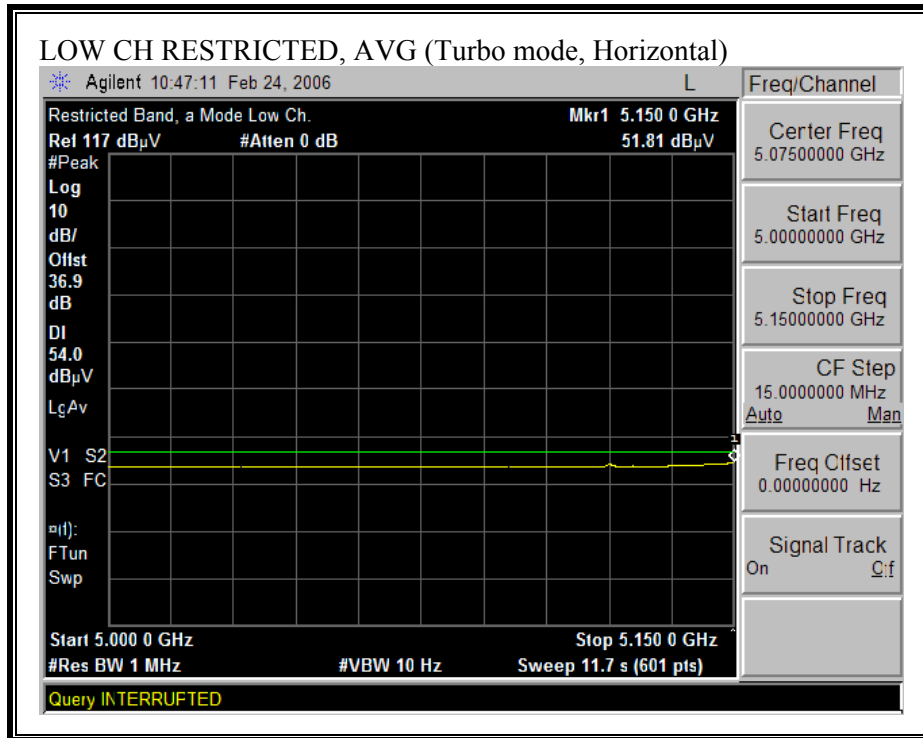 LOW CH RESTRICTED, AVG (Turbo mode, Horizontal)
Agilent 10:47:11 Feb 24, 2006 L
Restricted Band, a Mode Low Ch. Mkr1 5.150 0 GHz
Ref 117 dBµV #Atten 0 dB 51.81 dBµV
#Peak
Log
10
dB/
Offst
36.9
dB
DI
54.0
dBµV
LgAv
V1 S2
S3 FC
¤(f):
FTun
Swp
1
Start 5.000 0 GHz Stop 5.150 0 GHz
#Res BW 1 MHz #VBW 10 Hz Sweep 11.7 s (601 pts)
Query INTERRUPTED
Freq/Channel
Center Freq
5.07500000 GHz
Start Freq
5.00000000 GHz
Stop Freq
5.15000000 GHz
CF Step
15.0000000 MHz
Auto Man
Freq Offset
0.00000000 Hz
Signal Track
On Off